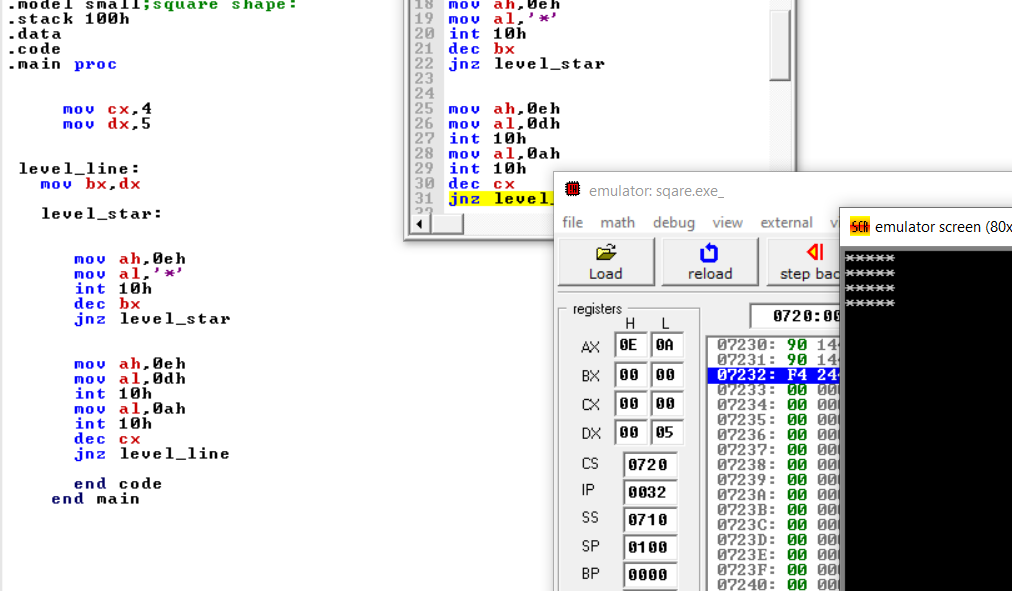 .model small;square shape:
.stack 100h
.data
.code
.main proc
mov cx,4
mov dx,5
level_line:
mov bx,dx
level_star:
mov ah,0eh
mov al,'*'
int 10h
dec bx
jnz level_star
mov ah,0eh
mov al,0dh
int 10h
mov al,0ah
int 10h
dec cx
jnz level_line
end code
end main
18 mov ah,0eh
19 mov al,'*'
20 int 10h
21 dec bx
22 jnz level_star
23
24
25 mov ah,0eh
26 mov al,0dh
27 int 10h
28 mov al,0ah
29 int 10h
30 dec cx
31 jnz level_
emulator: sqare.exe_
file math debug view external
Load reload step bac
registers
H L
AX 0E 0A
BX 00 00
CX 00 00
DX 00 05
CS 0720
IP 0032
SS 0710
SP 0100
BP 0000
0720:00
07230: 90 14
07231: 90 14
07232: F4 24
07233: 00 00
07234: 00 00
07235: 00 00
07236: 00 00
07237: 00 00
07238: 00 00
07239: 00 00
0723A: 00 00
0723B: 00 00
0723C: 00 00
0723D: 00 00
0723E: 00 00
0723F: 00 00
07240: 00 00
SCR emulator screen (80x
*****
*****
*****
*****